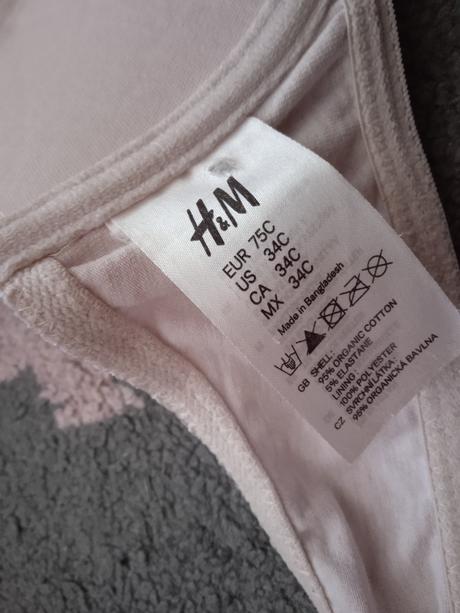 H&M
EUR 75C
US 34C
CA 34C
MX 34C
Made in Bangladesh
GB SHELL:
95% ORGANIC COTTON
5% ELASTANE
LINING:
100% POLYESTER
CZ SVRCHNÍ LÁTKA:
95% ORGANICKÁ BAVLNA